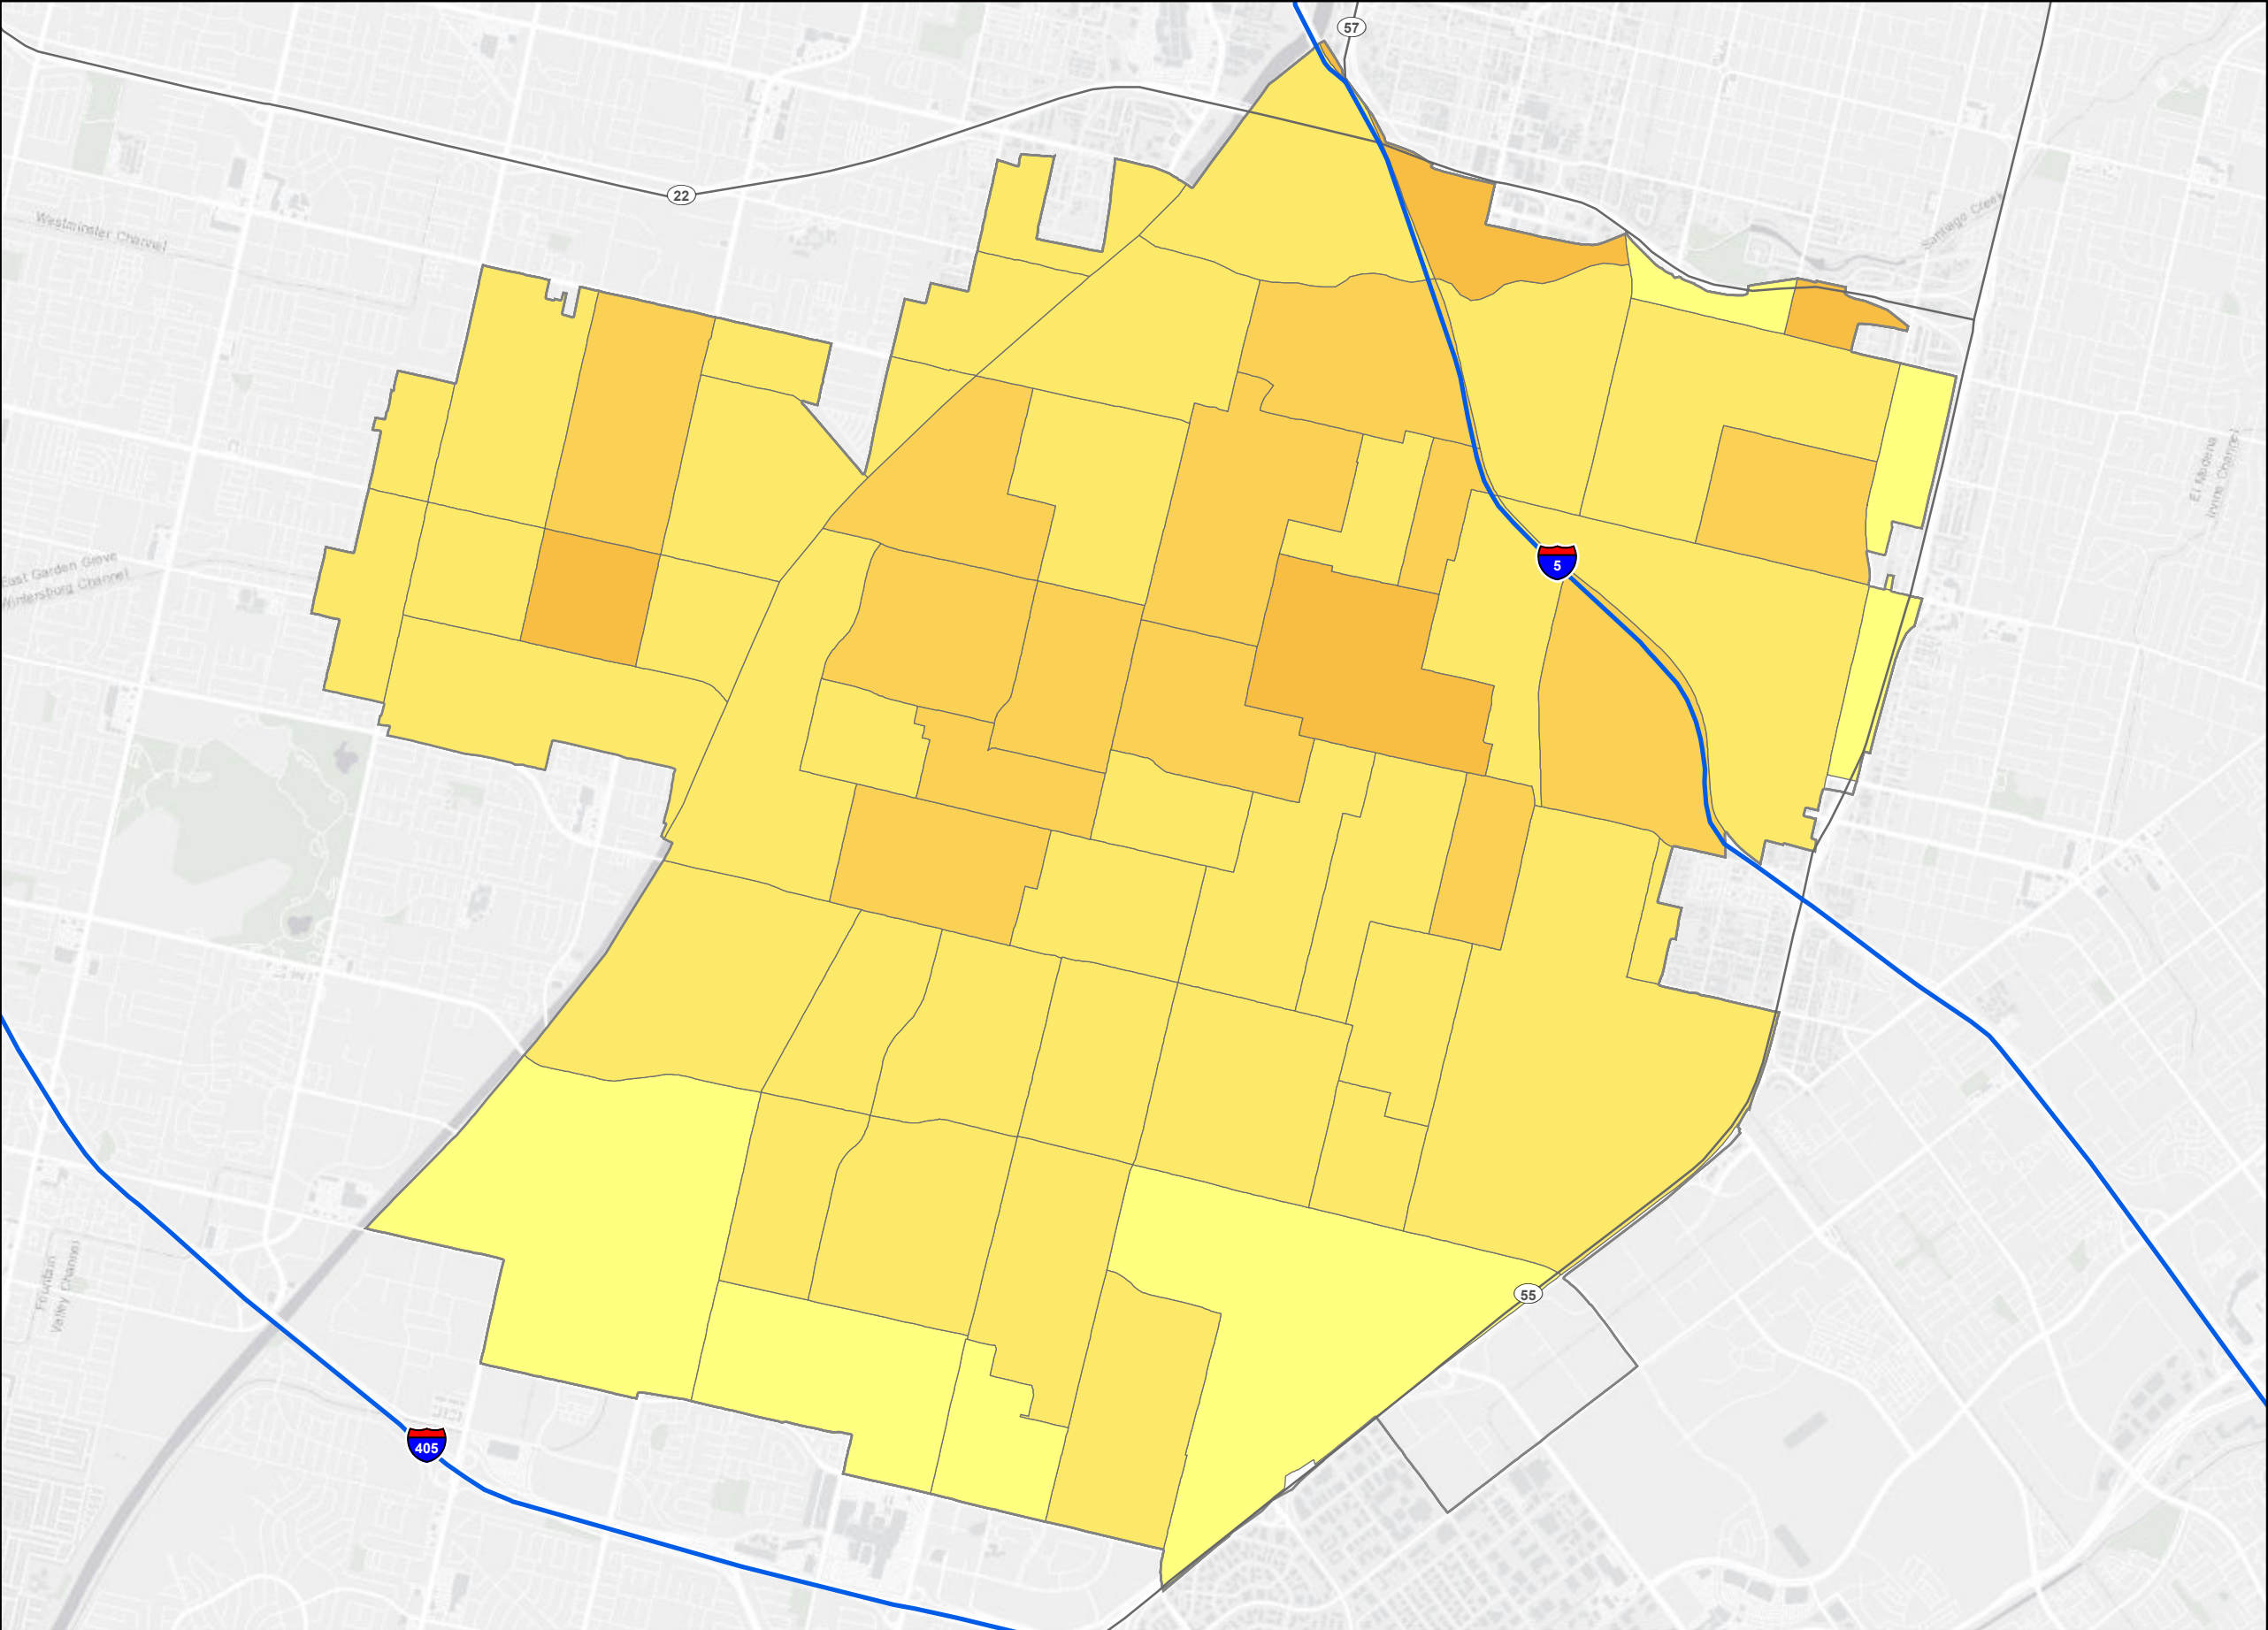 57
22
Westminster Channel
Santiago Creek
El Modena
Irvine Channel
5
East Garden Grove
Wintersburg Channel
Fountain
Valley Channel
55
405